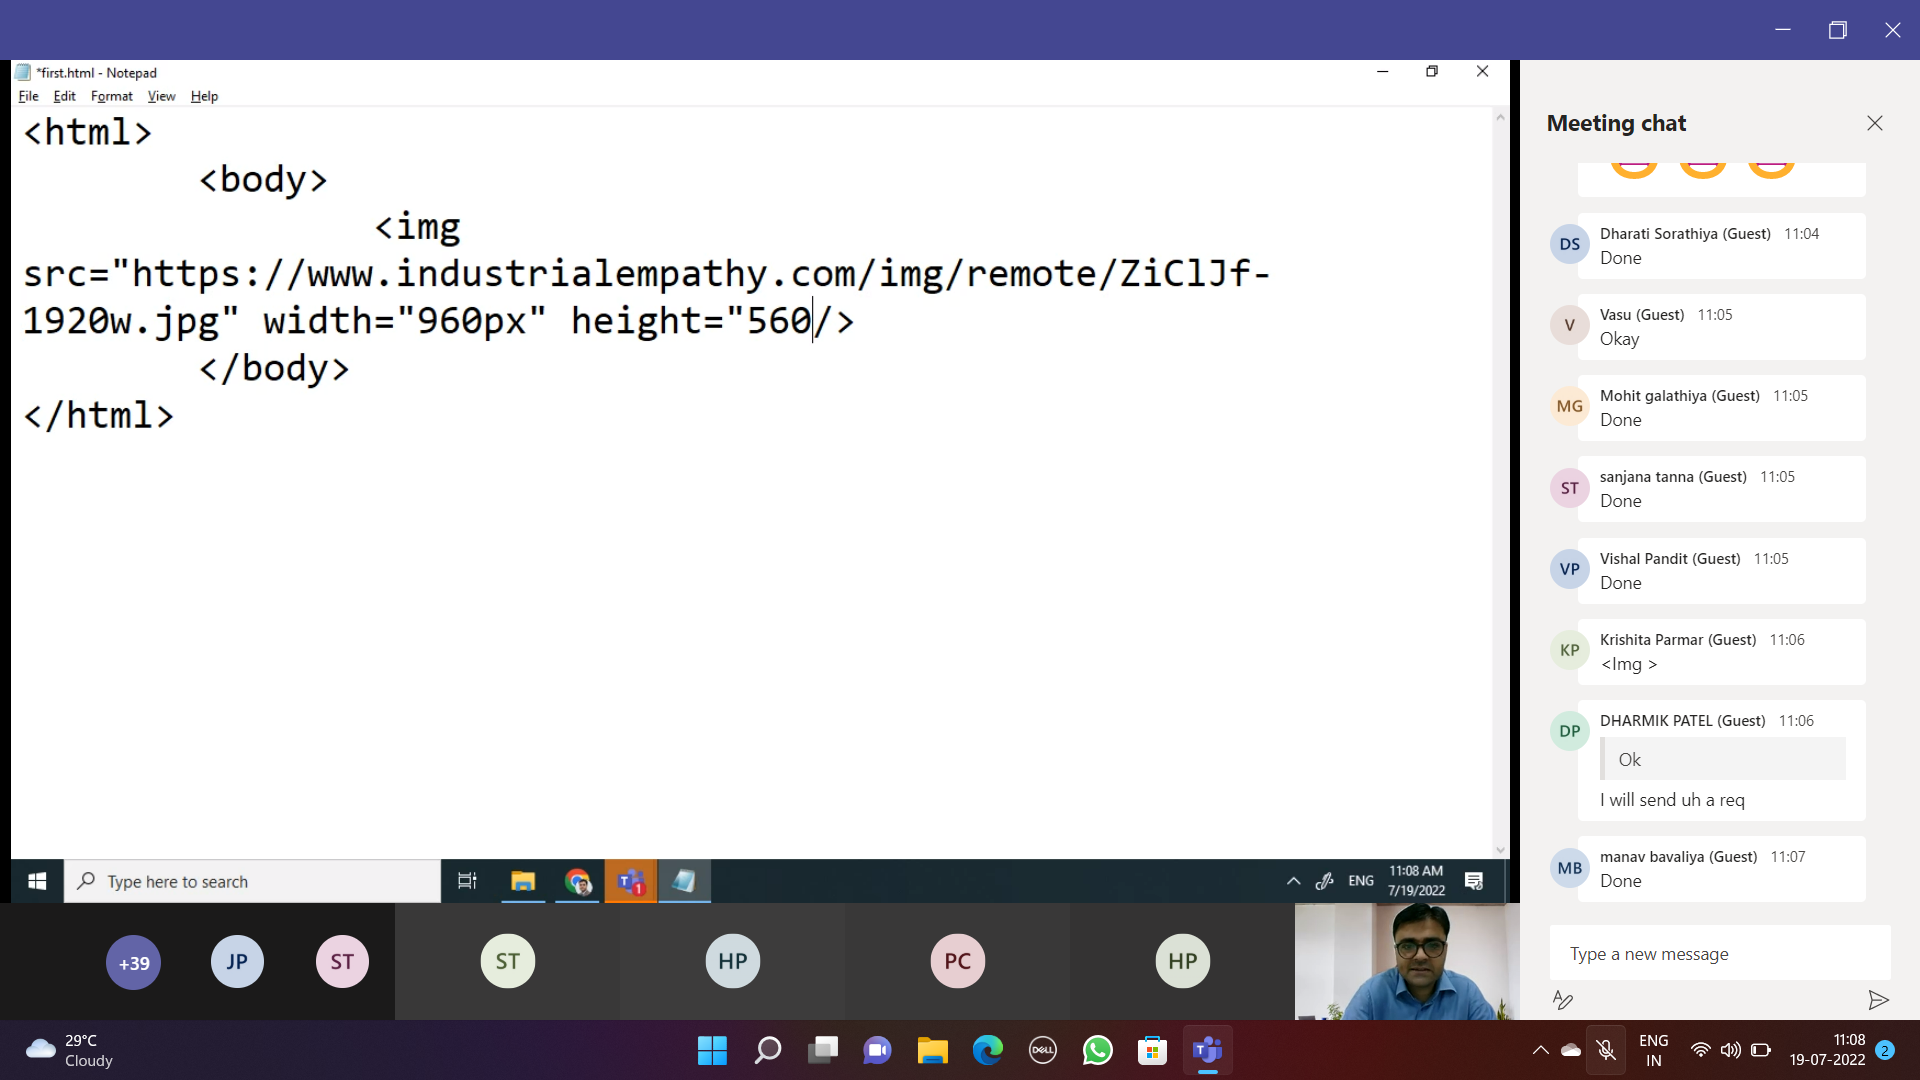 *first.html - Notepad
File Edit Format View Help
<html>
<body>
<img
src="https://www.industrialempathy.com/img/remote/ZiClJf-
1920w.jpg" width="960px" height="560/>
</body>
</html>
Type here to search
T 1
ENG
11:08 AM
7/19/2022
+39
JP
ST
ST
HP
PC
HP
Meeting chat
DS
Dharati Sorathiya (Guest) 11:04
Done
V
Vasu (Guest) 11:05
Okay
MG
Mohit galathiya (Guest) 11:05
Done
ST
sanjana tanna (Guest) 11:05
Done
VP
Vishal Pandit (Guest) 11:05
Done
KP
Krishita Parmar (Guest) 11:06
<Img >
DP
DHARMIK PATEL (Guest) 11:06
Ok
I will send uh a req
MB
manav bavaliya (Guest) 11:07
Done
Type a new message
29°C
Cloudy
DELL
T
ENG
IN
11:08
19-07-2022
2